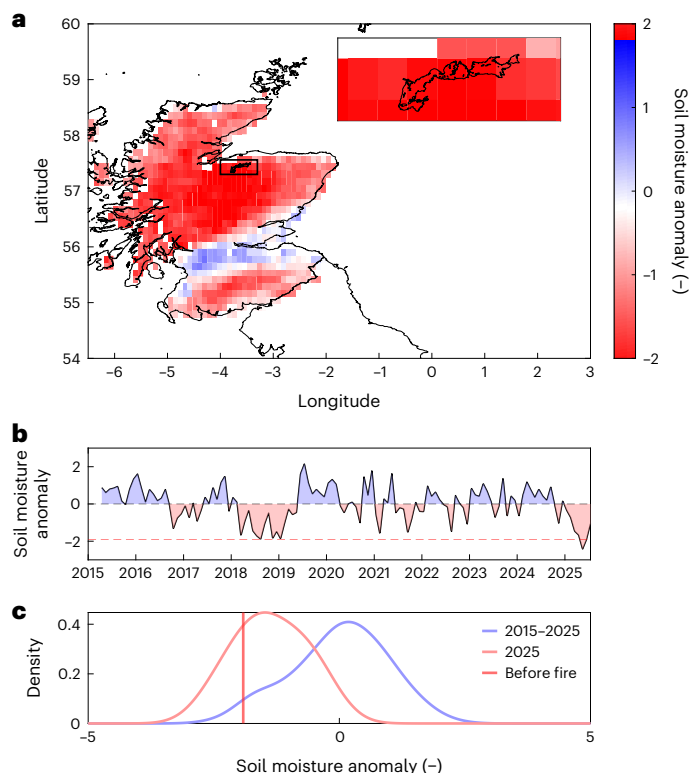 a
60
59
58
57
56
55
54
Latitude
−6 −5 −4 −3 −2 −1 0 1 2 3
Longitude
2
1
0
−1
−2
Soil moisture anomaly (−)
b
Soil moisture
anomaly
2
0
−2
2015 2016 2017 2018 2019 2020 2021 2022 2023 2024 2025
c
Density
0.4
0.2
0
2015–2025
2025
Before fire
−5 0 5
Soil moisture anomaly (−)